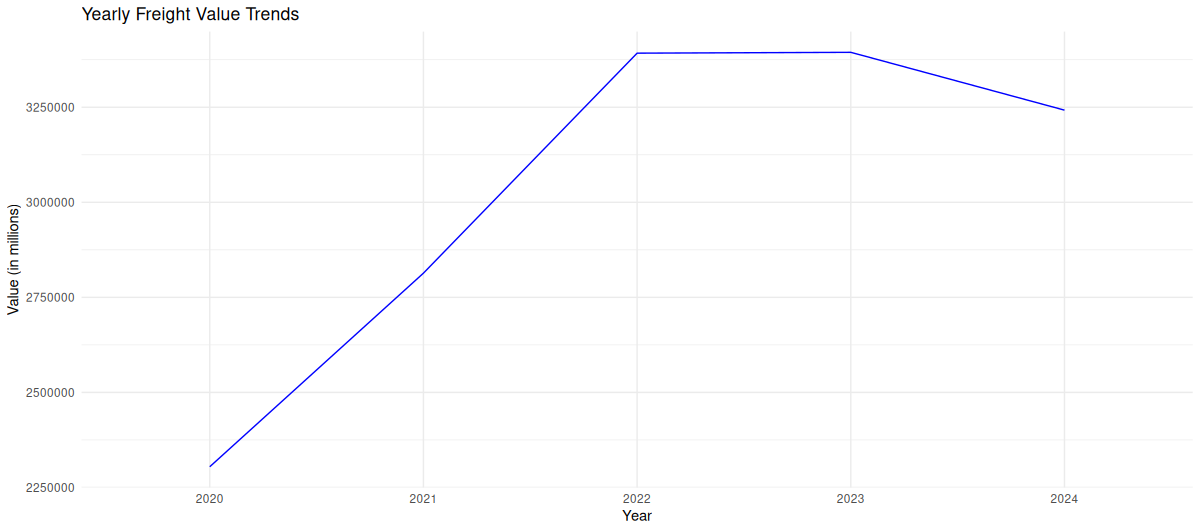 Yearly Freight Value Trends
Value (in millions)
3250000
3000000
2750000
2500000
2250000
2020 2021 2022 2023 2024
Year